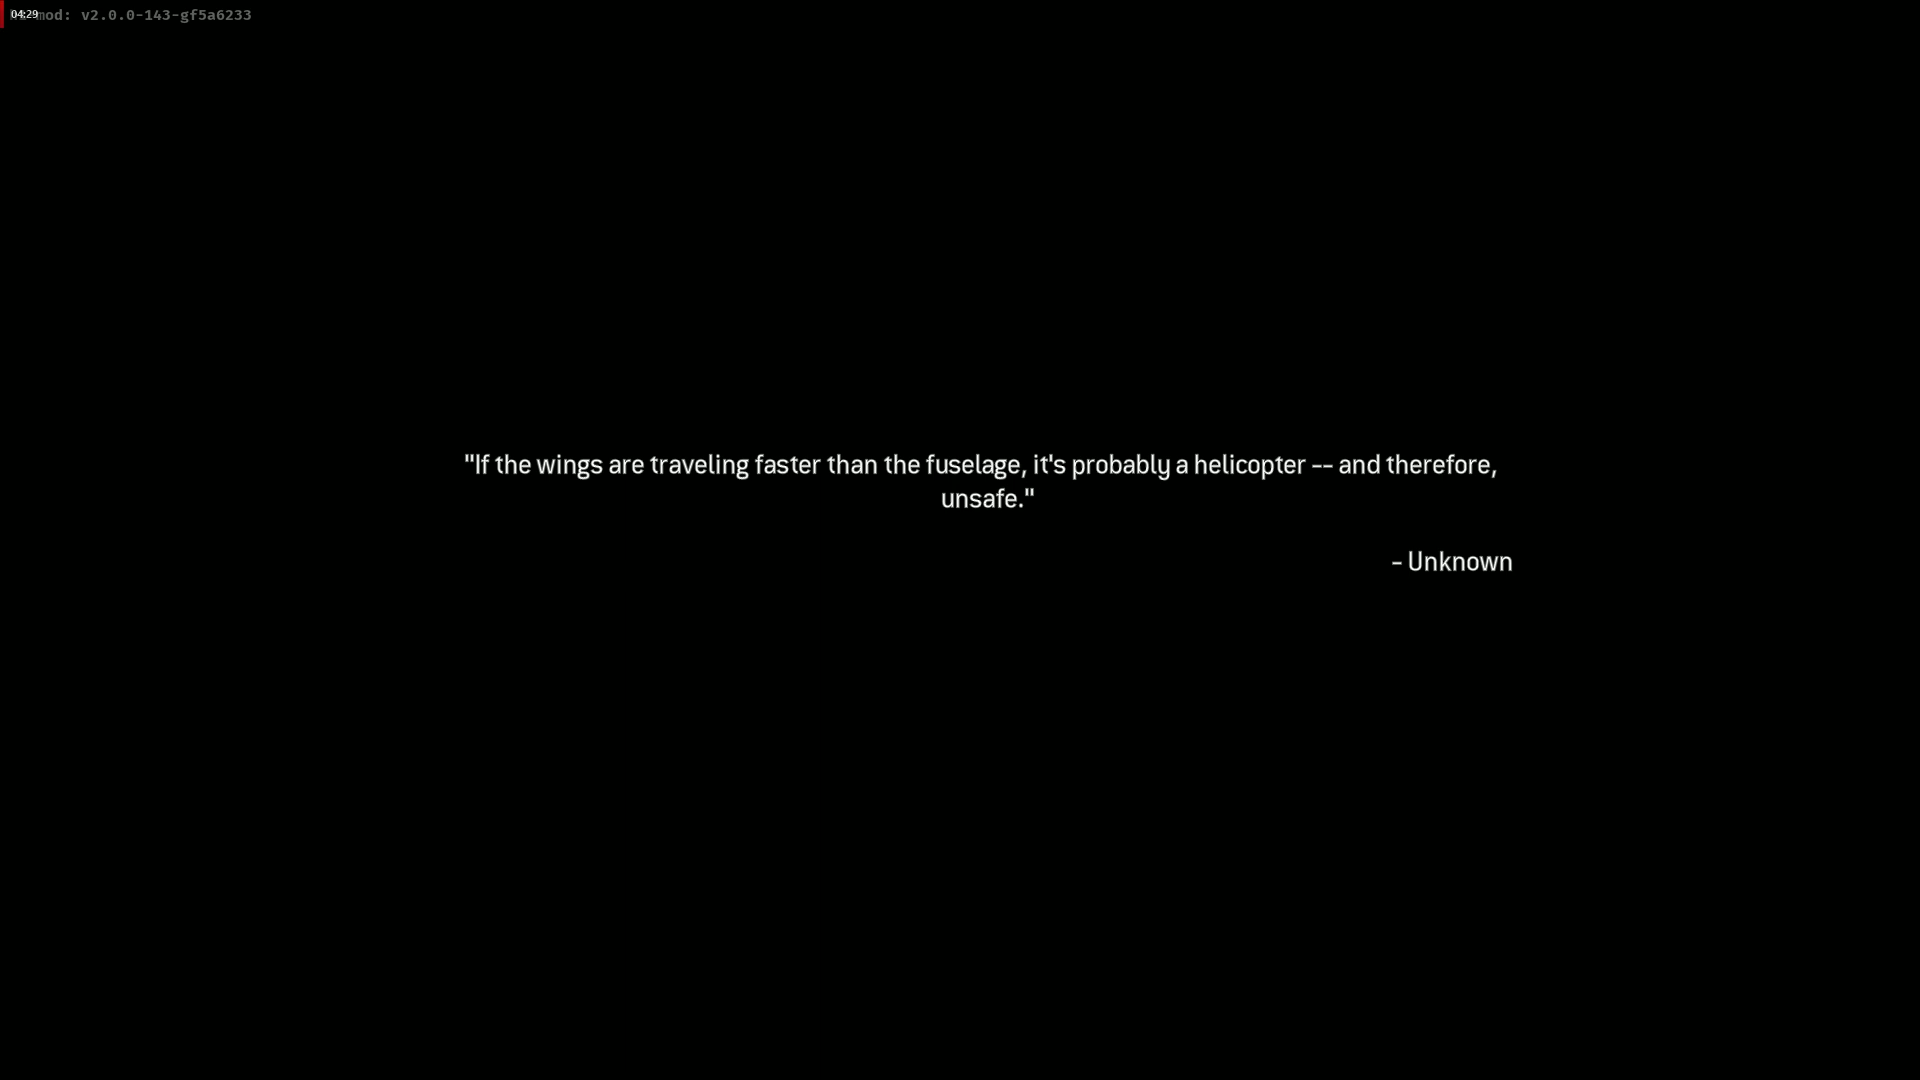 04:29
mod: v2.0.0-143-gf5a6233
"If the wings are traveling faster than the fuselage, it's probably a helicopter -- and therefore,
unsafe."
- Unknown